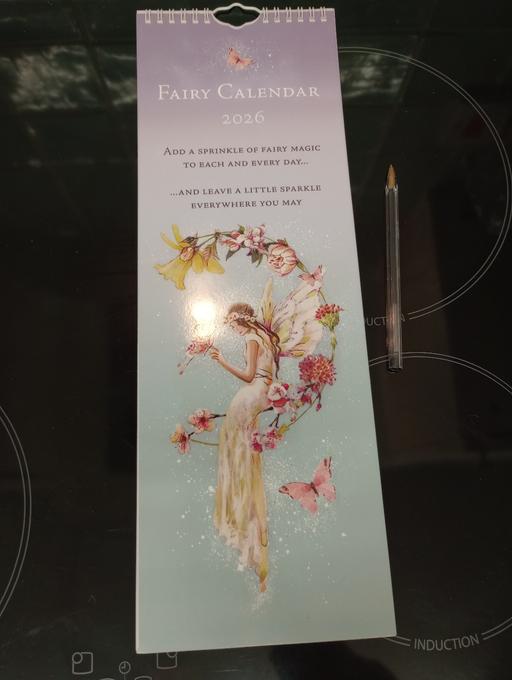 Fairy Calendar
2026
Add a sprinkle of fairy magic
to each and every day...
...and leave a little sparkle
everywhere you may
UCTION
INDUCTION